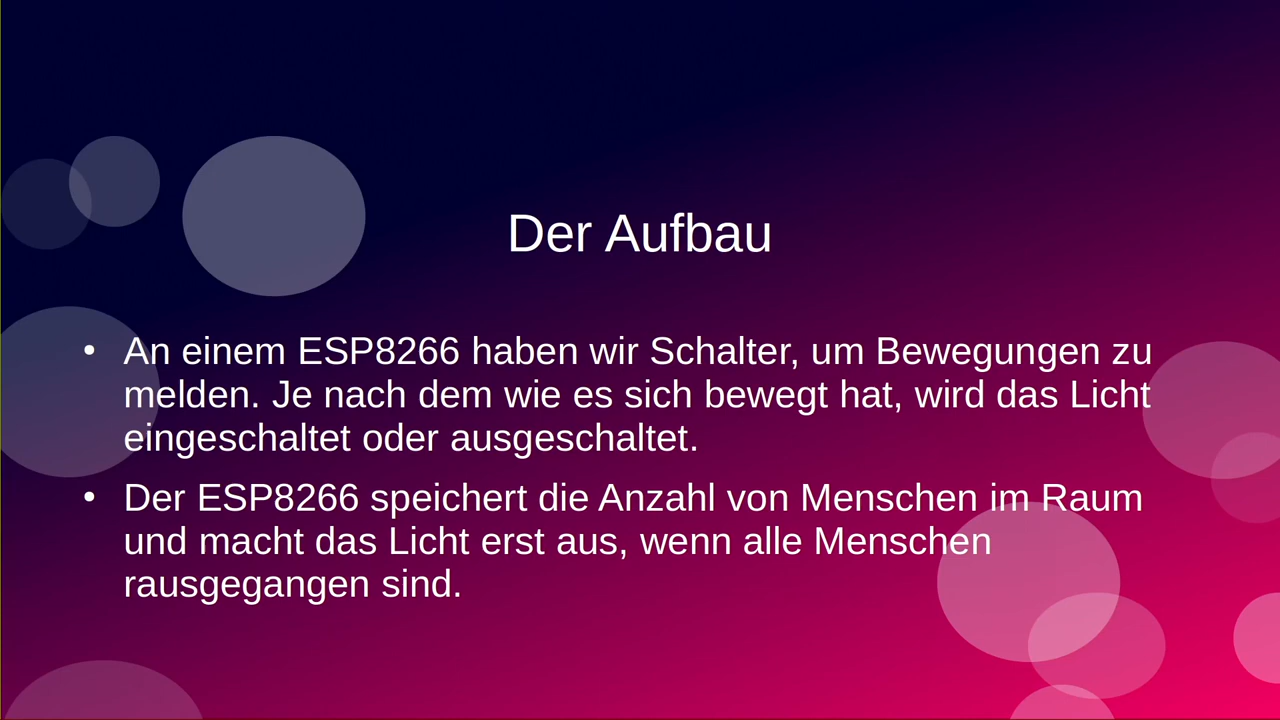 Der Aufbau
• An einem ESP8266 haben wir Schalter, um Bewegungen zu
melden. Je nach dem wie es sich bewegt hat, wird das Licht
eingeschaltet oder ausgeschaltet.
• Der ESP8266 speichert die Anzahl von Menschen im Raum
und macht das Licht erst aus, wenn alle Menschen
rausgegangen sind.